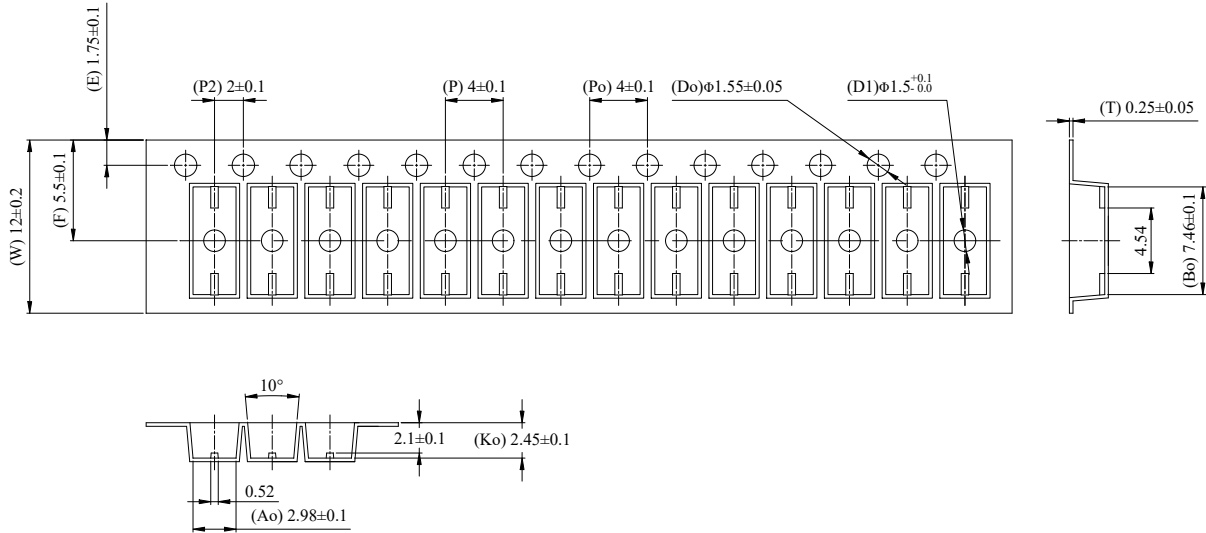 (E) 1.75±0.1
(P2) 2±0.1
(P) 4±0.1
(Po) 4±0.1
(Do)Φ1.55±0.05
(D1)Φ1.5+0.1
-0.0
(T) 0.25±0.05
(W) 12±0.2
(F) 5.5±0.1
4.54
(Bo) 7.46±0.1
10°
2.1±0.1
(Ko) 2.45±0.1
0.52
(Ao) 2.98±0.1